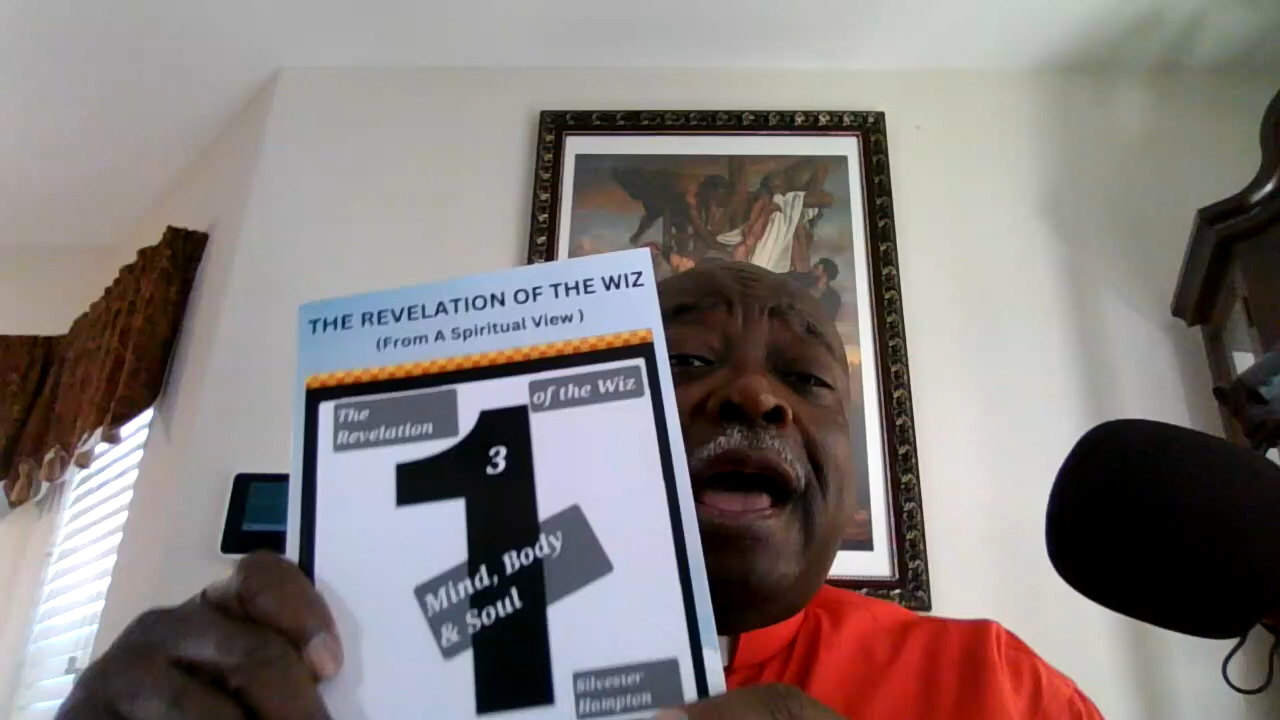 THE REVELATION OF THE WIZ
(From A Spiritual View )
The
Revelation
of the Wiz
3
1
Mind, Body
& Soul
Silvester
Hampton